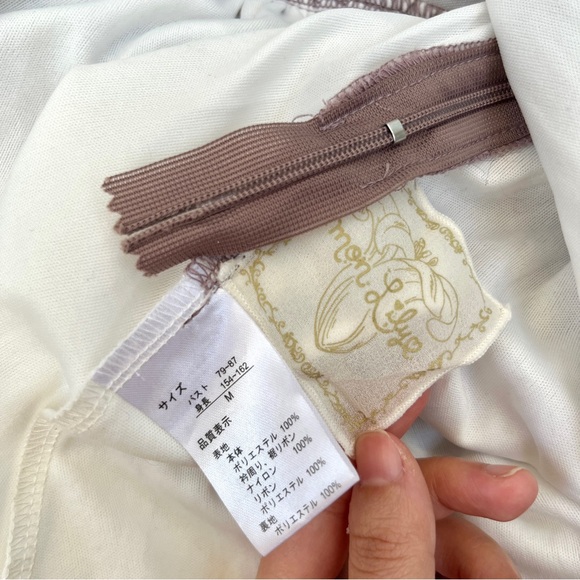 サイズ
バスト 79-87
身長 154-162
M
品質表示
表地
本体
ポリエステル 100%
衿周り・裾リボン
ナイロン 100%
リボン
ポリエステル 100%
裏地
ポリエステル 100%